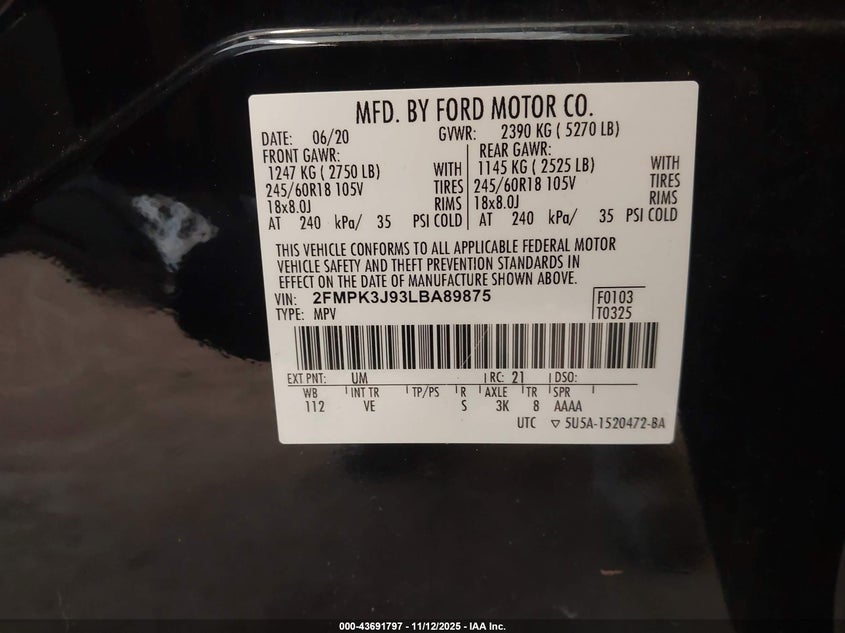 MFD. BY FORD MOTOR CO.
DATE: 06/20 GVWR: 2390 KG ( 5270 LB)
FRONT GAWR: REAR GAWR:
1247 KG ( 2750 LB) WITH 1145 KG ( 2525 LB) WITH
245/60R18 105V TIRES 245/60R18 105V TIRES
18x8.0J RIMS 18x8.0J RIMS
AT 240 kPa/ 35 PSI COLD AT 240 kPa/ 35 PSI COLD
THIS VEHICLE CONFORMS TO ALL APPLICABLE FEDERAL MOTOR
VEHICLE SAFETY AND THEFT PREVENTION STANDARDS IN
EFFECT ON THE DATE OF MANUFACTURE SHOWN ABOVE.
VIN: 2FMPK3J93LBA89875 F0103
TYPE: MPV T0325
EXT PNT: UM RC: 21 DSO:
WB INT TR TP/PS R AXLE TR SPR
112 VE S 3K 8 AAAA
UTC ▽ 5U5A-1520472-BA
000-43691797 - 11/12/2025 - IAA Inc.